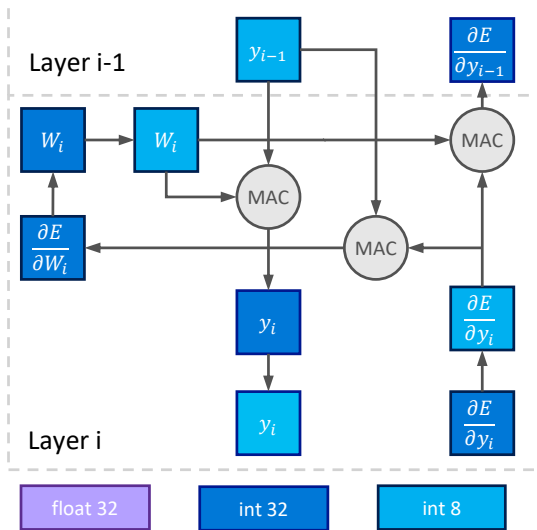 Layer i-1
y_{i-1}
∂E/∂y_{i-1}
W_i
W_i
MAC
MAC
∂E/∂W_i
MAC
y_i
∂E/∂y_i
y_i
∂E/∂y_i
Layer i
float 32
int 32
int 8